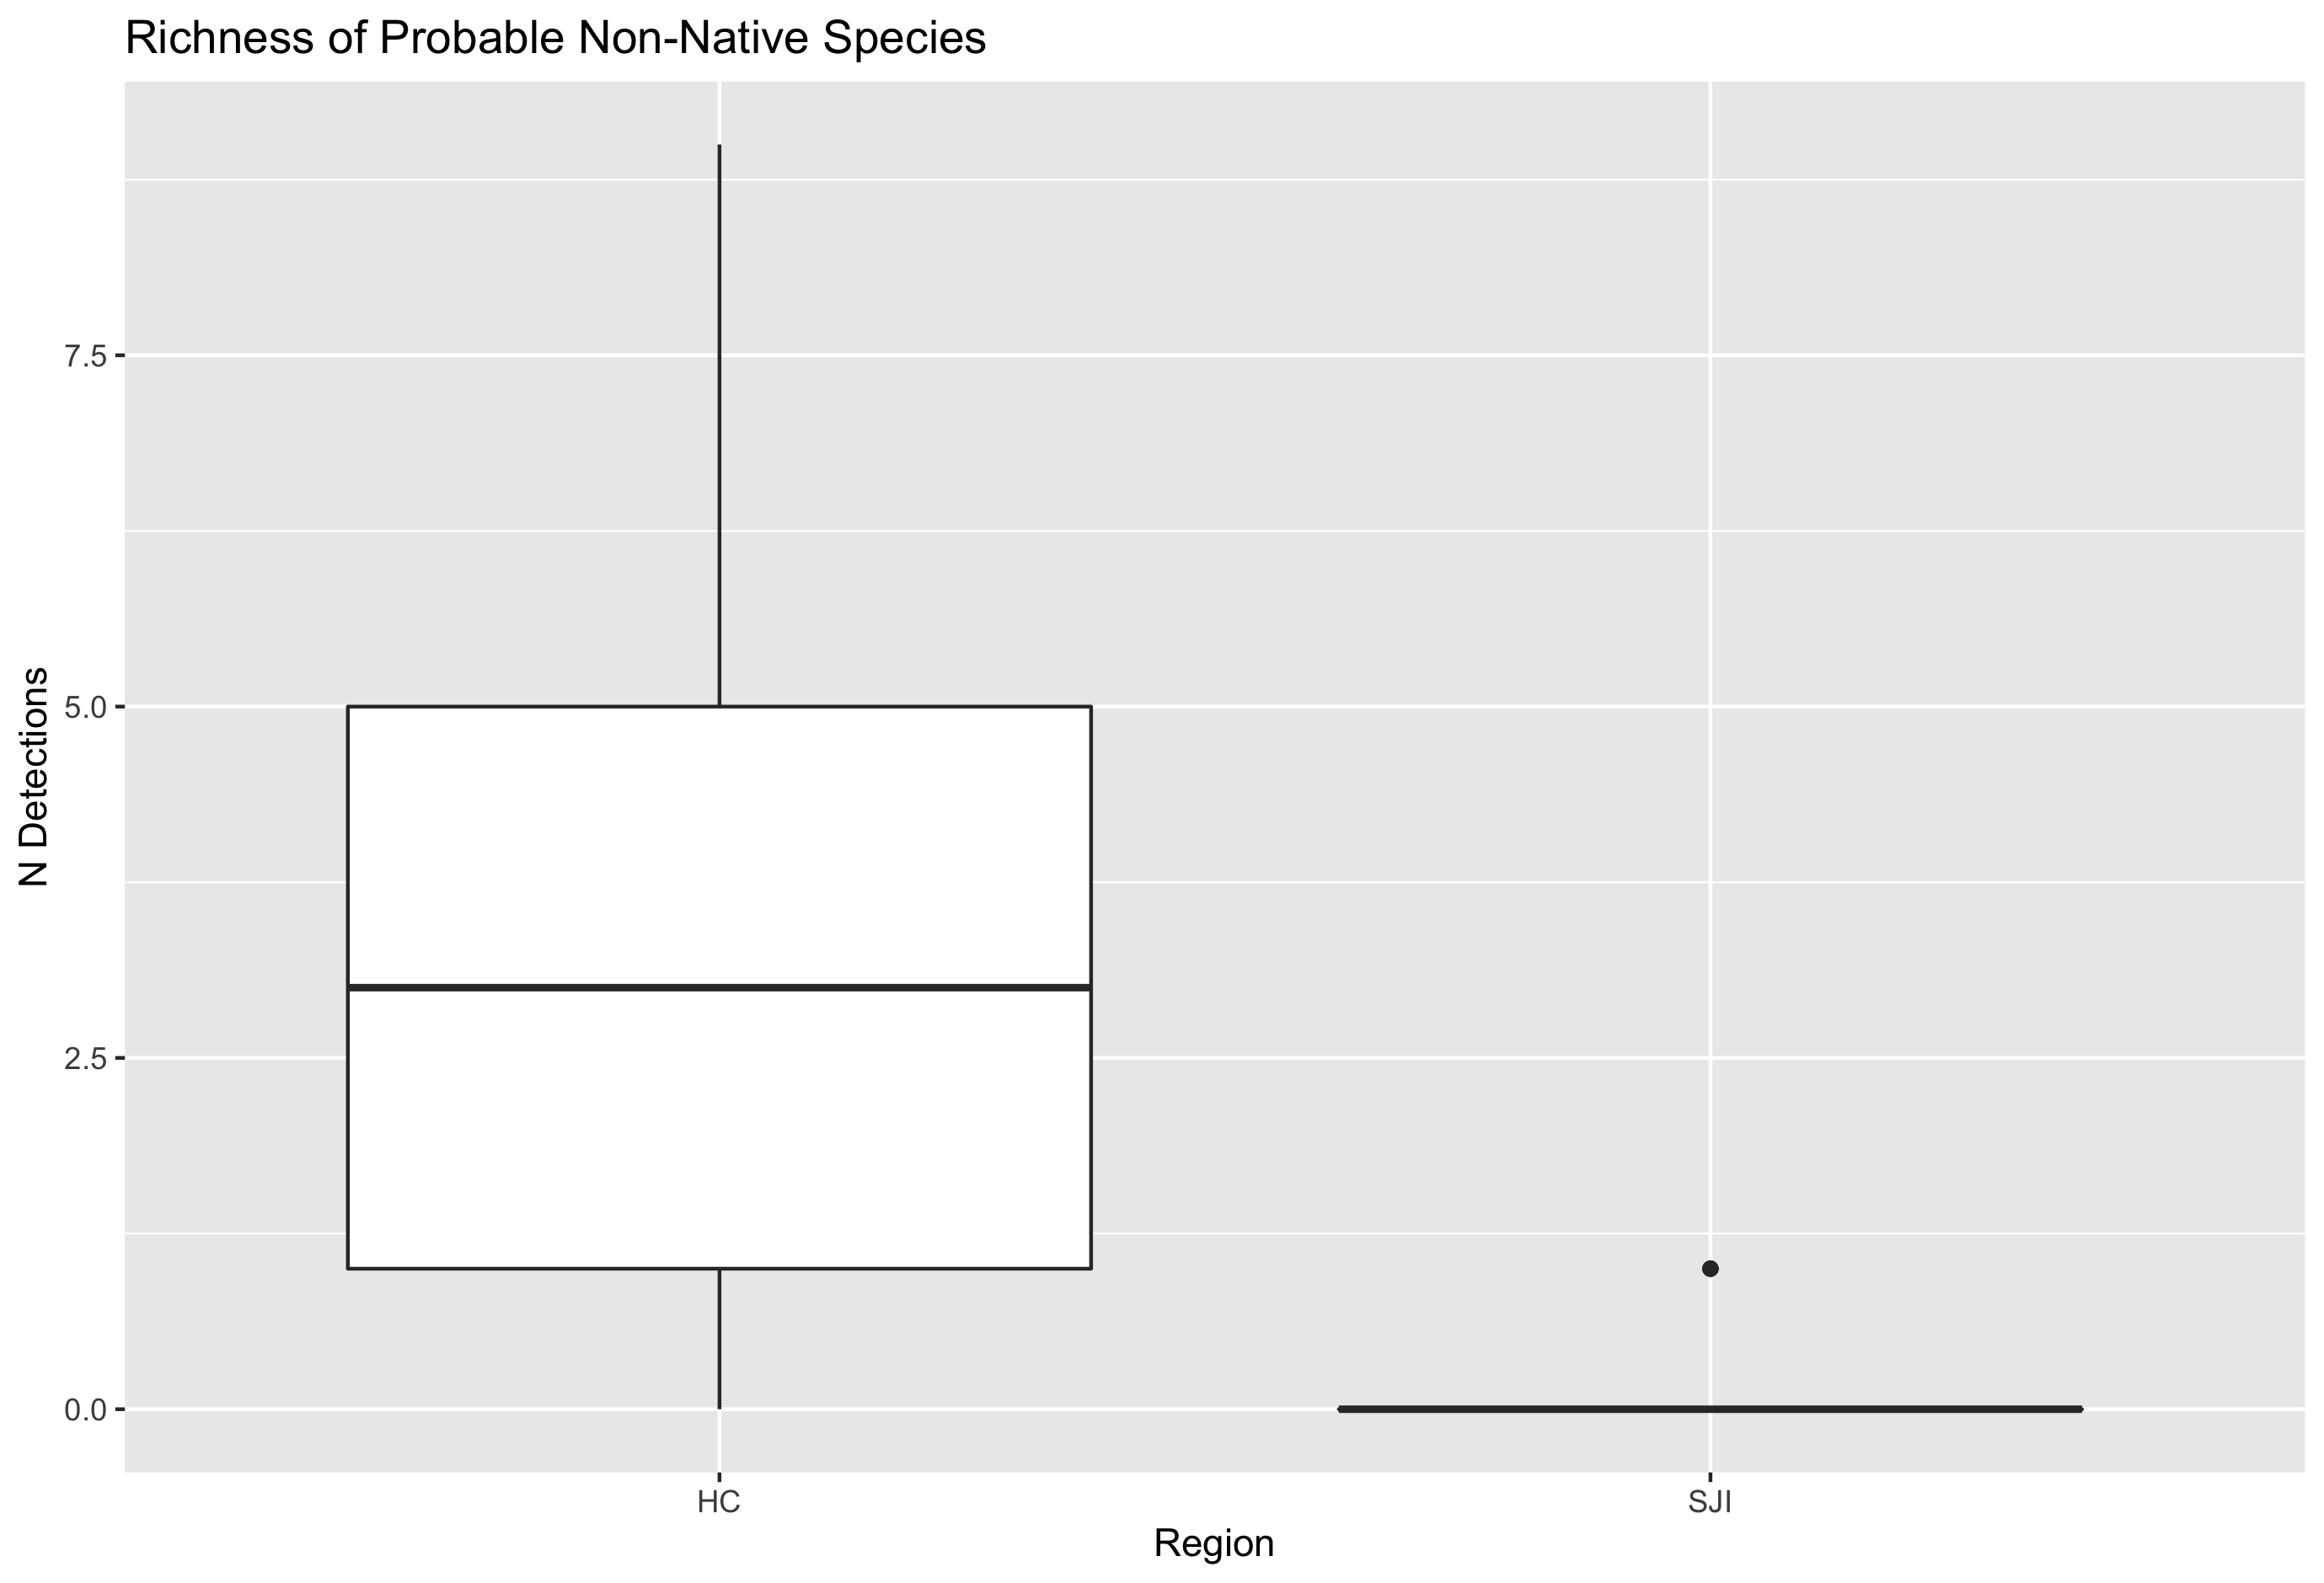 Richness of Probable Non-Native Species
N Detections
7.5
5.0
2.5
0.0
HC
SJI
Region